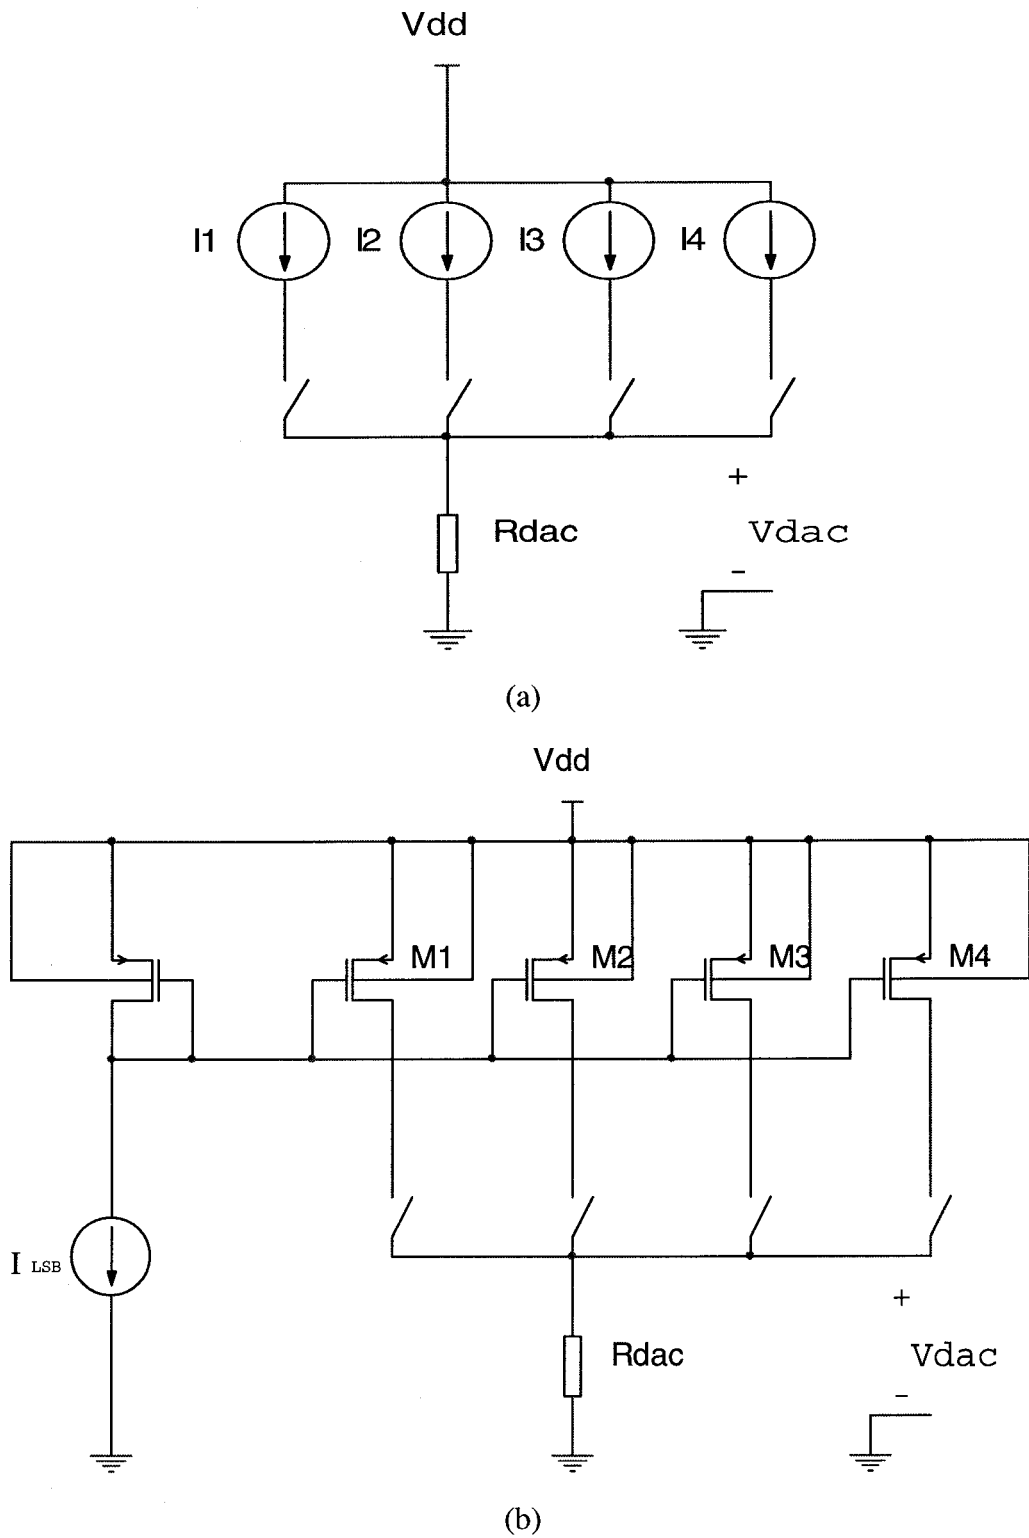 Vdd
I1 I2 I3 I4
+
Rdac Vdac
-
(a)
Vdd
M1 M2 M3 M4
I LSB
+
Rdac Vdac
-
(b)